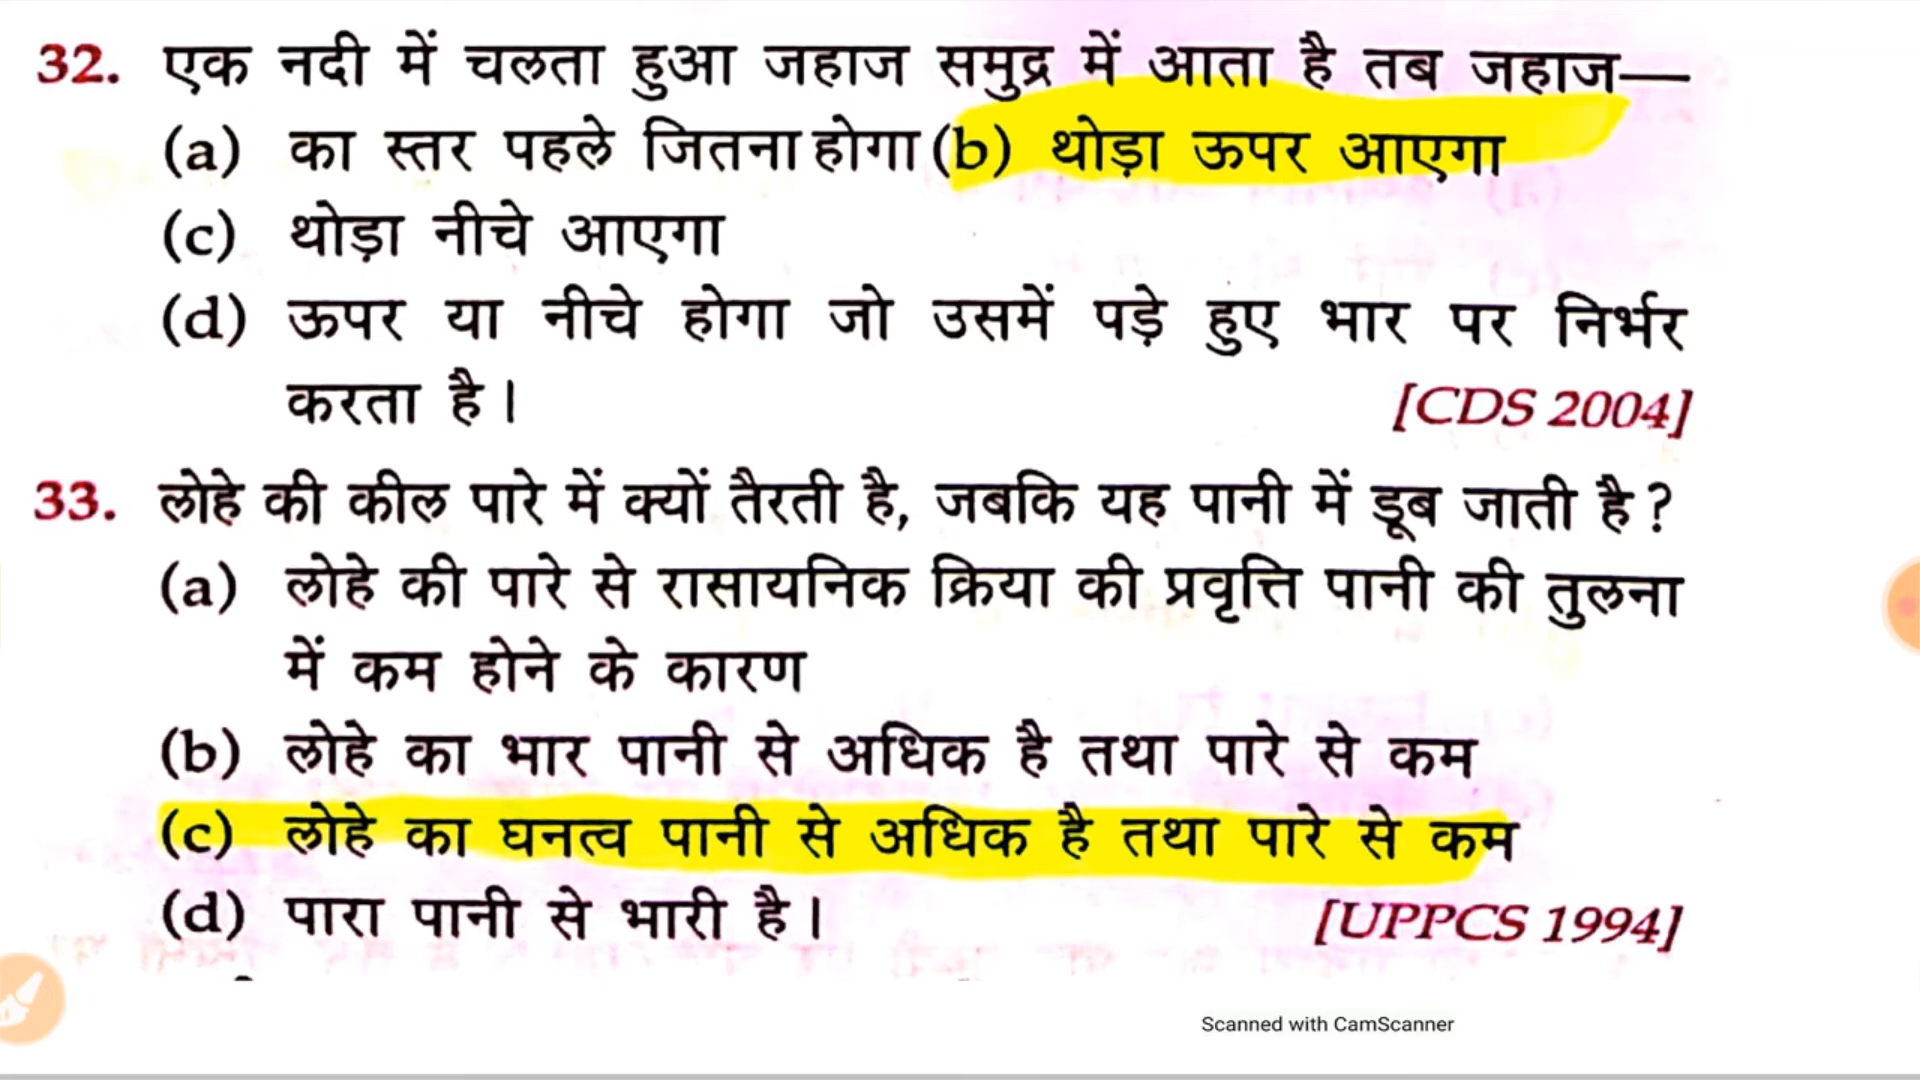 32. एक नदी में चलता हुआ जहाज समुद्र में आता है तब जहाज—
(a) का स्तर पहले जितना होगा (b) थोड़ा ऊपर आएगा
(c) थोड़ा नीचे आएगा
(d) ऊपर या नीचे होगा जो उसमें पड़े हुए भार पर निर्भर
करता है। [CDS 2004]
33. लोहे की कील पारे में क्यों तैरती है, जबकि यह पानी में डूब जाती है?
(a) लोहे की पारे से रासायनिक क्रिया की प्रवृत्ति पानी की तुलना
में कम होने के कारण
(b) लोहे का भार पानी से अधिक है तथा पारे से कम
(c) लोहे का घनत्व पानी से अधिक है तथा पारे से कम
(d) पारा पानी से भारी है। [UPPCS 1994]
Scanned with CamScanner